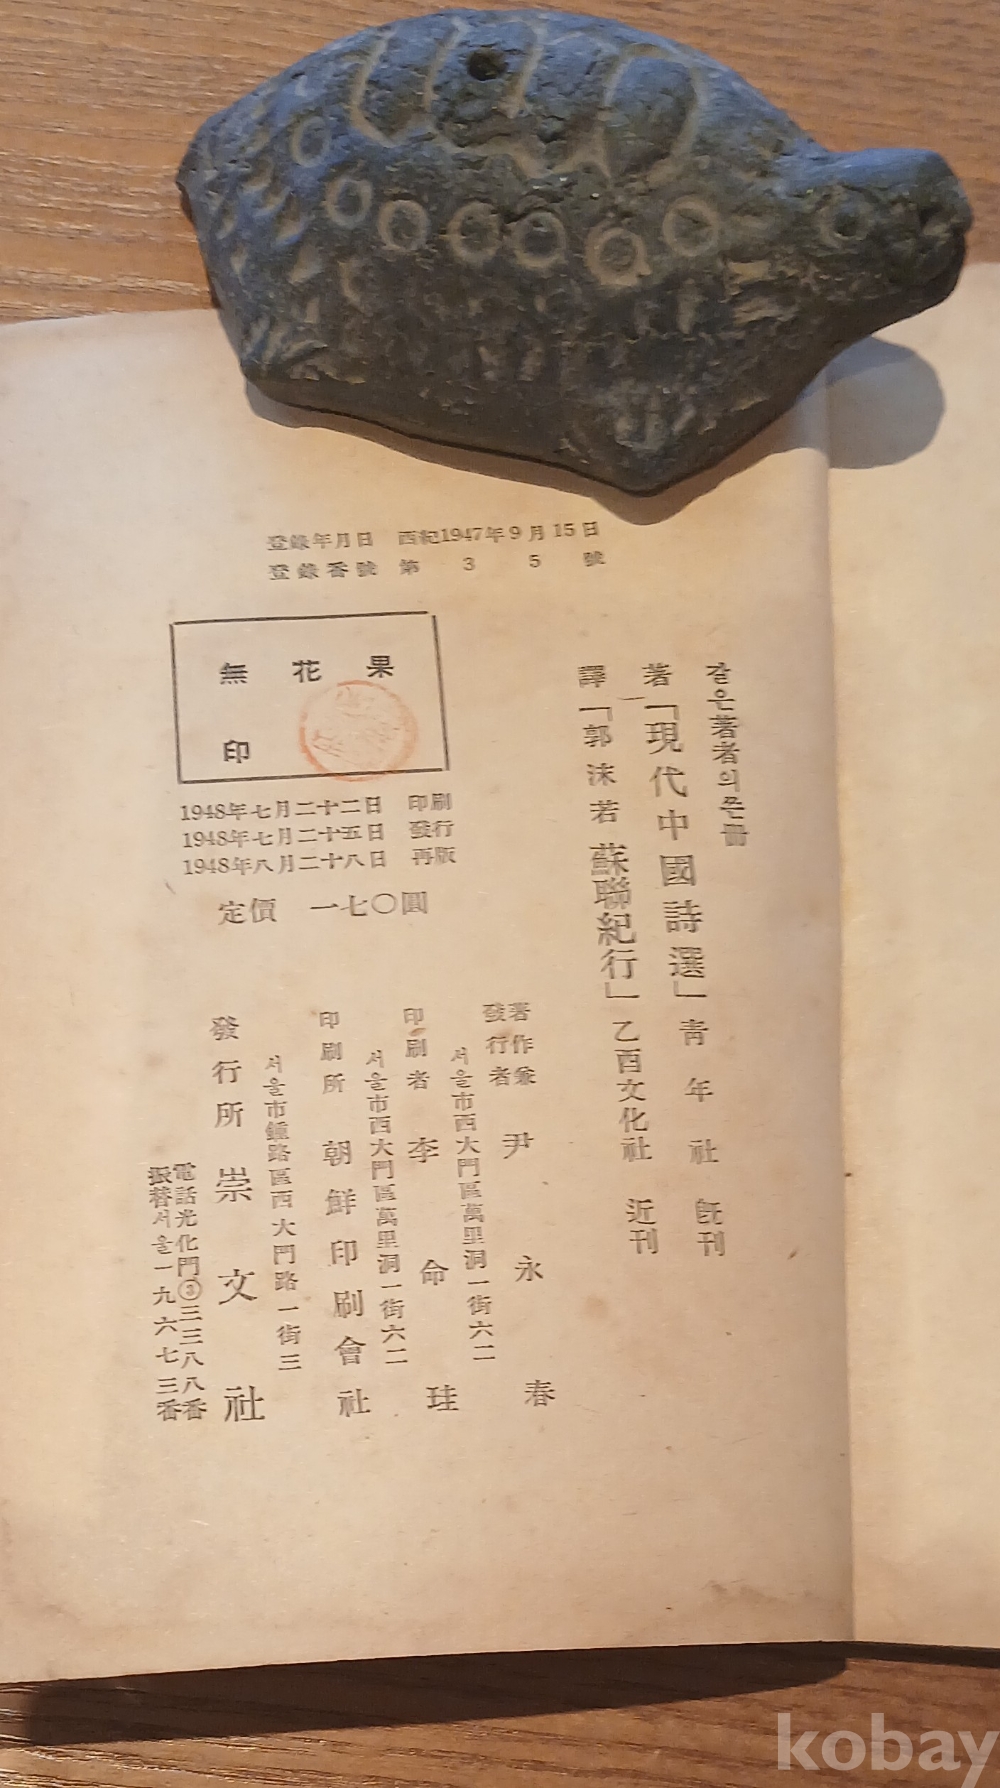 登錄年月日 西紀1947年9月15日
登錄番號 第 3 5 號
無花果
印
1948年七月二十二日 印刷
1948年七月二十五日 發行
1948年八月二十八日 再版
定價 一七〇圓
같은著者의쓴冊
著「現代中國詩選」靑年社 旣刊
譯「郭沫若 蘇聯紀行」乙酉文化社 近刊
著作兼
發行者 尹永春
서울市西大門區萬里洞一街六二
印刷者 李命珪
서울市西大門區萬里洞一街六二
印刷所 朝鮮印刷會社
서울市鍾路區西大門路一街三
發行所 崇文社
電話光化門③三三八八番
振替서울一九六七三番
kobay